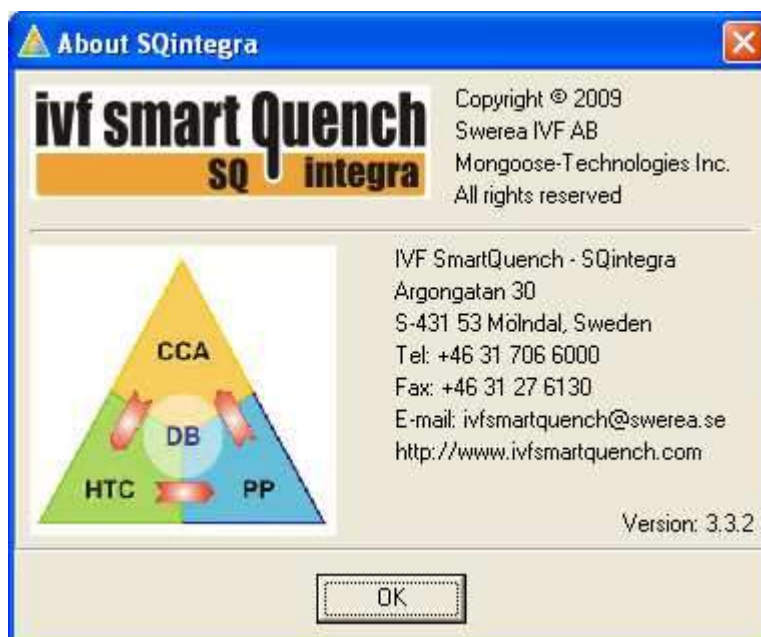 About SQintegra
ivf smart Quench
SQ integra
Copyright © 2009
Swerea IVF AB
Mongoose-Technologies Inc.
All rights reserved
CCA
DB
HTC
PP
IVF SmartQuench - SQintegra
Argongatan 30
S-431 53 Mölndal, Sweden
Tel: +46 31 706 6000
Fax: +46 31 27 6130
E-mail: ivfsmartquench@swerea.se
http://www.ivfsmartquench.com
Version: 3.3.2
OK